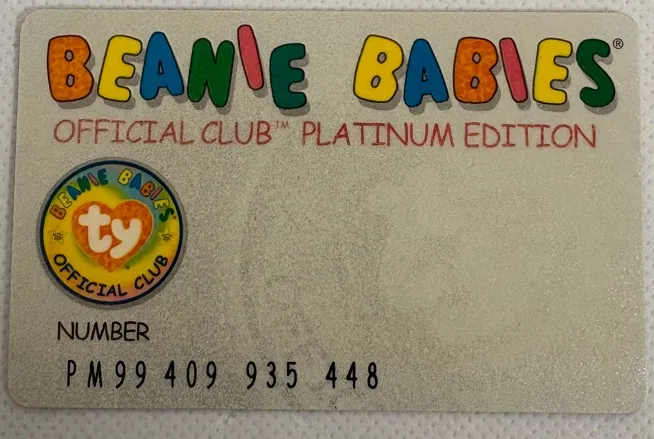 BEANIE BABIES®
OFFICIAL CLUB™ PLATINUM EDITION
BEANIE BABIES®
ty
OFFICIAL CLUB
NUMBER
PM99 409 935 448